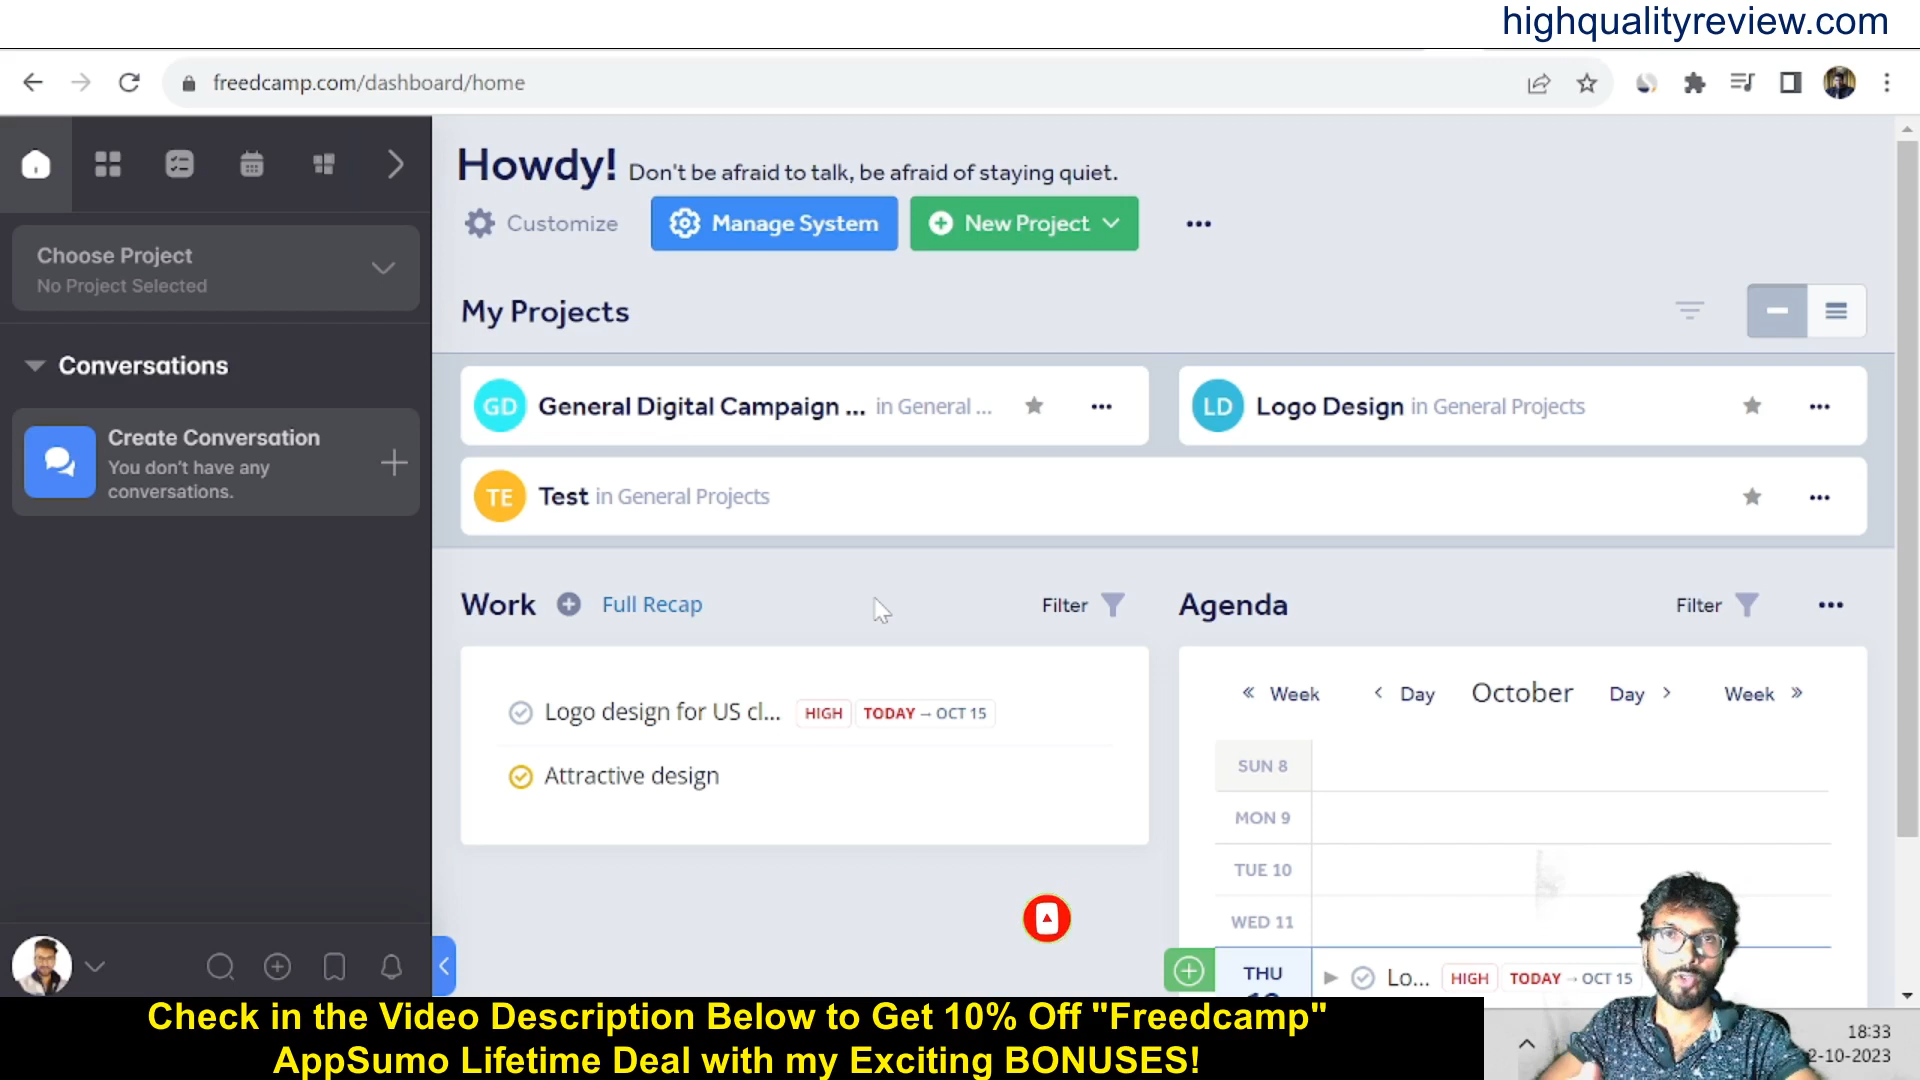 highqualityreview.com
freedcamp.com/dashboard/home
Howdy! Don't be afraid to talk, be afraid of staying quiet.
Customize
Manage System
New Project
Choose Project
No Project Selected
My Projects
Conversations
Create Conversation
You don't have any
conversations.
GD General Digital Campaign ... in General ...
LD Logo Design in General Projects
TE Test in General Projects
Work Full Recap Filter
Agenda Filter
Logo design for US cl... HIGH TODAY → OCT 15
Attractive design
« Week < Day October Day > Week »
SUN 8
MON 9
TUE 10
WED 11
THU
Lo... HIGH TODAY → OCT 15
Check in the Video Description Below to Get 10% Off "Freedcamp"
AppSumo Lifetime Deal with my Exciting BONUSES!
18:33
2-10-2023